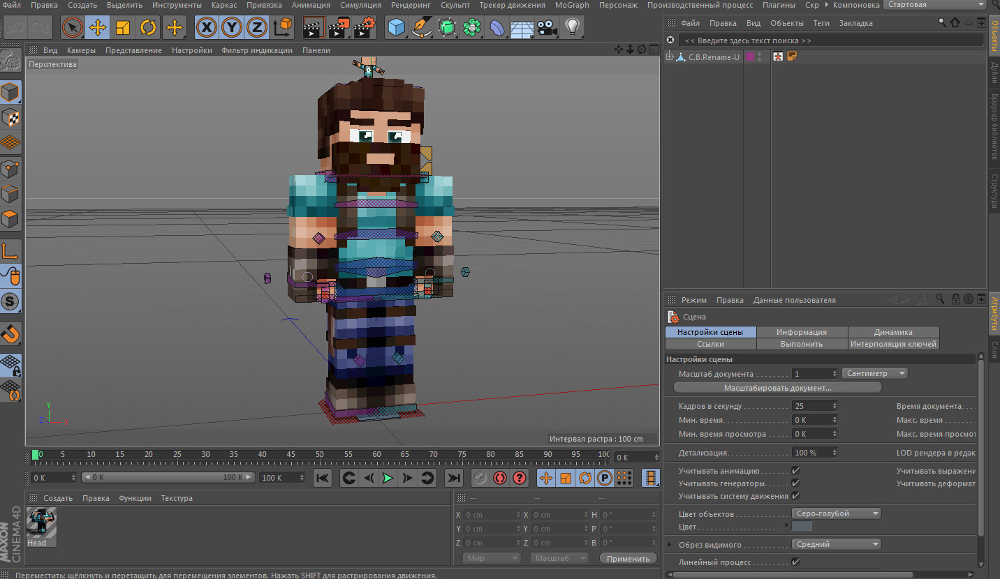 Файл Правка Создать Выделить Инструменты Каркас Привязка Анимация Симуляция Рендеринг Скульпт Трекер движения MoGraph Персонаж Производственный процесс Плагины Скр Компоновка Стартовая
X Y Z
Файл Правка Вид Объекты Теги Закладка
<< Введите здесь текст поиска >>
C.B.Rename-U
Объекты
Дубли
Браузер библиотек
Структура
Вид Камеры Представление Настройки Фильтр индикации Панели
Перспектива
S
Y
Z X
Интервал растра : 100 cm
0 5 10 15 20 25 30 35 40 45 50 55 60 65 70 75 80 85 90 95 100
0 K
0 K 0 K 100 K 100 K
P
Режим Правка Данные пользователя
Сцена
Настройки сцены Информация Динамика
Ссылки Выполнить Интерполяция ключей
Настройки сцены
Масштаб документа 1 Сантиметр
Масштабировать документ...
Кадров в секунду 25 Время документа
Мин. время 0 K Макс. время
Мин. время просмотра 0 K Макс. время просмот
Детализация 100 % LOD рендера в редак
Учитывать анимацию Учитывать выражени
Учитывать генераторы Учитывать деформат
Учитывать систему движения
Цвет объектов Серо-голубой
Цвет
Обрез видимого Средний
Линейный процесс
Атрибуты
Слои
Создать Правка Функции Текстура
Head
MAXON
CINEMA 4D
-- -- --
X 0 cm X 0 cm H 0 °
Y 0 cm Y 0 cm P 0 °
Z 0 cm Z 0 cm B 0 °
Мир Масштаб Применить
Переместить: щёлкнуть и перетащить для перемещения элементов. Нажать SHIFT для растрирования движения.